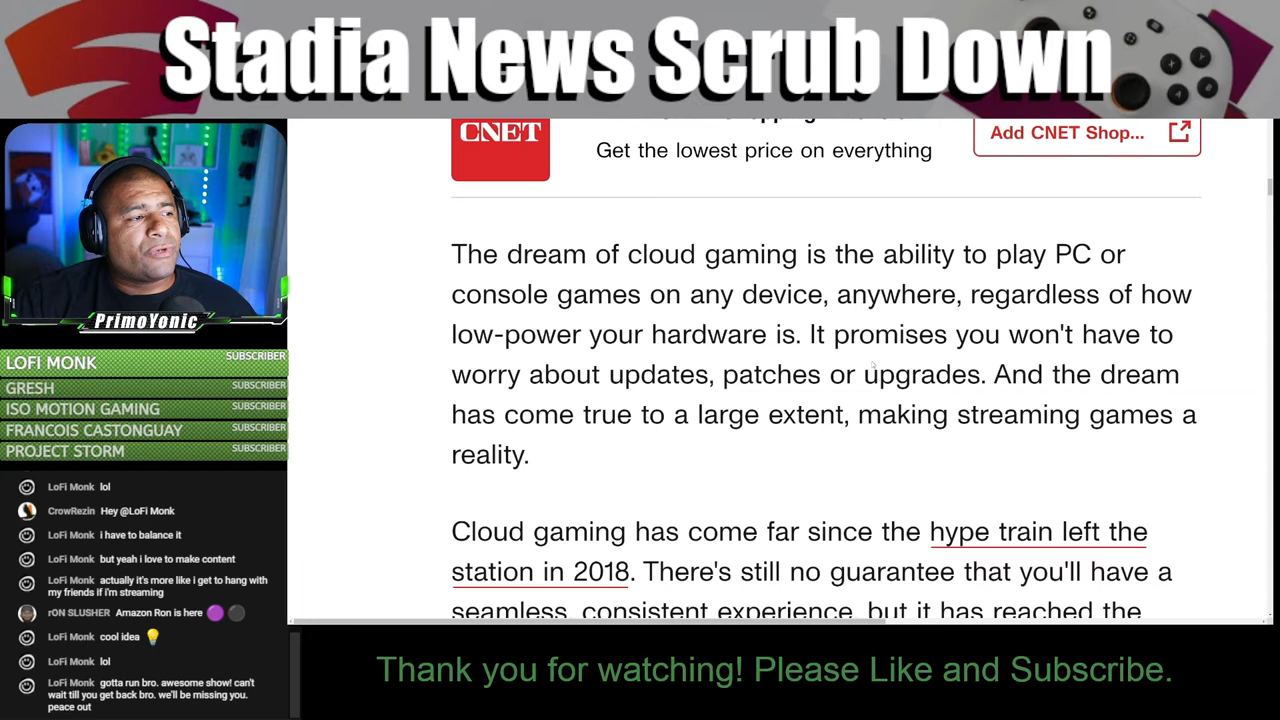 Stadia News Scrub Down
CNET
Get the lowest price on everything
Add CNET Shop...
The dream of cloud gaming is the ability to play PC or
console games on any device, anywhere, regardless of how
low-power your hardware is. It promises you won't have to
worry about updates, patches or upgrades. And the dream
has come true to a large extent, making streaming games a
reality.
Cloud gaming has come far since the hype train left the
station in 2018. There's still no guarantee that you'll have a
seamless, consistent experience, but it has reached the
PrimoYonic
LOFI MONK SUBSCRIBER
GRESH SUBSCRIBER
ISO MOTION GAMING SUBSCRIBER
FRANCOIS CASTONGUAY SUBSCRIBER
PROJECT STORM SUBSCRIBER
LoFi Monk lol
CrowRezin Hey @LoFi Monk
LoFi Monk i have to balance it
LoFi Monk but yeah i love to make content
LoFi Monk actually it's more like i get to hang with
my friends if i'm streaming
rON SLUSHER Amazon Ron is here
LoFi Monk cool idea
LoFi Monk lol
LoFi Monk gotta run bro. awesome show! can't
wait till you get back bro. we'll be missing you.
peace out
Thank you for watching! Please Like and Subscribe.